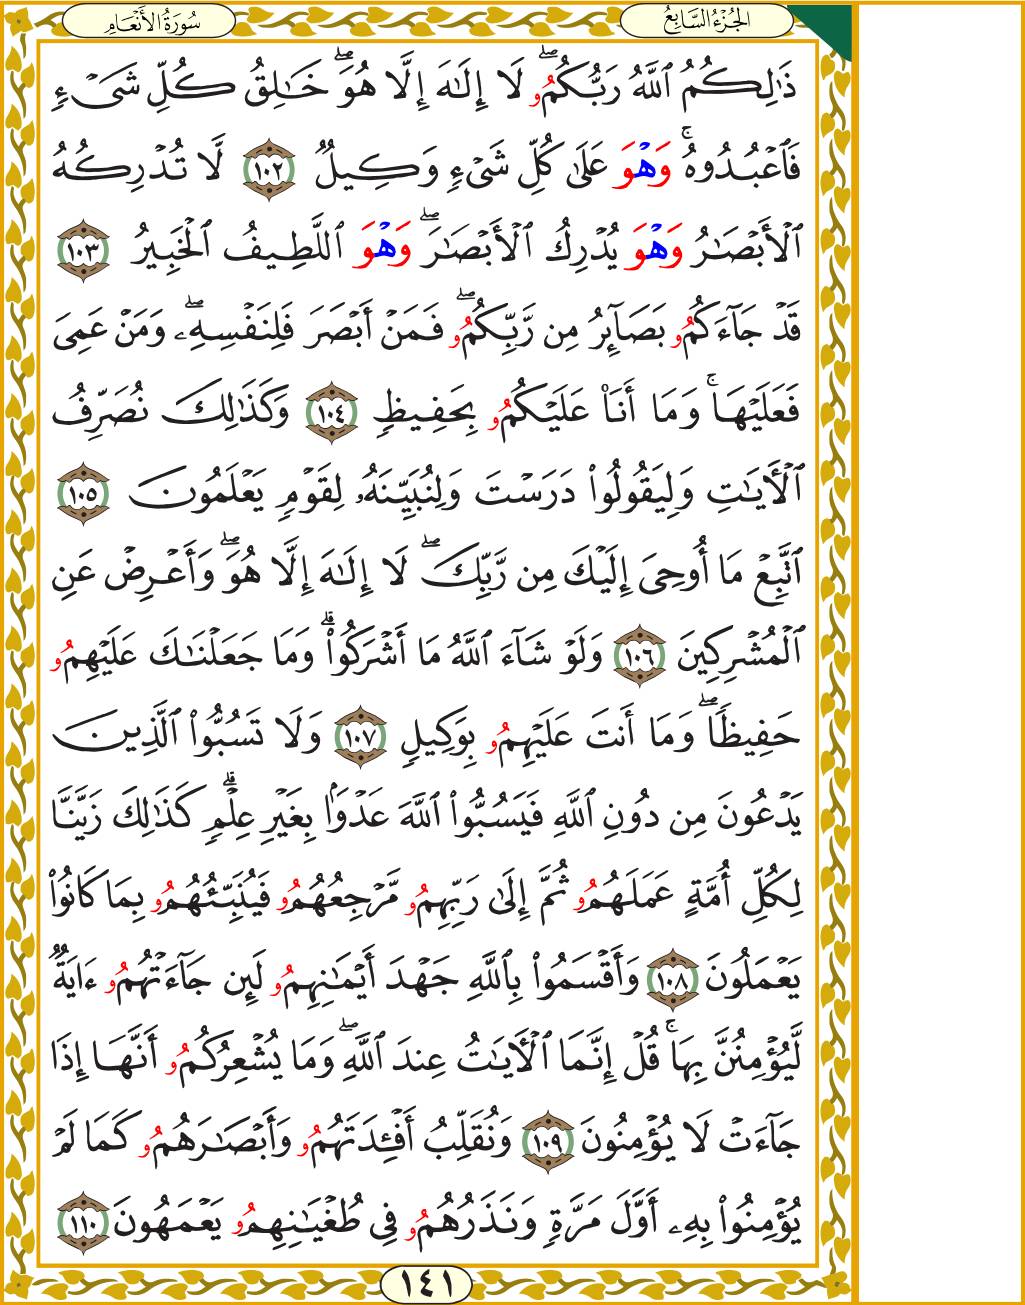 الجُزْءُ السَّابِعُ
سُورَةُ الأَنْعَامِ
ذَٰلِكُمُ ٱللَّهُ رَبُّكُمُۥۖ لَا إِلَٰهَ إِلَّا هُوَۖ خَٰلِقُ كُلِّ شَىْءٍ
فَٱعْبُدُوهُۚ وَهْوَ عَلَىٰ كُلِّ شَىْءٍ وَكِيلٌ ١٠٢ لَّا تُدْرِكُهُ
ٱلْأَبْصَٰرُ وَهْوَ يُدْرِكُ ٱلْأَبْصَٰرَۖ وَهْوَ ٱللَّطِيفُ ٱلْخَبِيرُ ١٠٣
قَدْ جَآءَكُمُۥ بَصَآئِرُ مِن رَّبِّكُمُۥۖ فَمَنْ أَبْصَرَ فَلِنَفْسِهِۦۖ وَمَنْ عَمِىَ
فَعَلَيْهَاۚ وَمَا أَنَا۠ عَلَيْكُمُۥ بِحَفِيظٍ ١٠٤ وَكَذَٰلِكَ نُصَرِّفُ
ٱلْأَيَٰتِ وَلِيَقُولُوا۟ دَرَسْتَ وَلِنُبَيِّنَهُۥ لِقَوْمٍ يَعْلَمُونَ ١٠٥
ٱتَّبِعْ مَا أُوحِىَ إِلَيْكَ مِن رَّبِّكَۖ لَا إِلَٰهَ إِلَّا هُوَۖ وَأَعْرِضْ عَنِ
ٱلْمُشْرِكِينَ ١٠٦ وَلَوْ شَآءَ ٱللَّهُ مَا أَشْرَكُوا۟ۗ وَمَا جَعَلْنَٰكَ عَلَيْهِمُۥ
حَفِيظًاۖ وَمَا أَنتَ عَلَيْهِمُۥ بِوَكِيلٍ ١٠٧ وَلَا تَسُبُّوا۟ ٱلَّذِينَ
يَدْعُونَ مِن دُونِ ٱللَّهِ فَيَسُبُّوا۟ ٱللَّهَ عَدْوًۢا بِغَيْرِ عِلْمٍۗ كَذَٰلِكَ زَيَّنَّا
لِكُلِّ أُمَّةٍ عَمَلَهُمُۥ ثُمَّ إِلَىٰ رَبِّهِمُۥ مَّرْجِعُهُمُۥ فَيُنَبِّئُهُمُۥ بِمَا كَانُوا۟
يَعْمَلُونَ ١٠٨ وَأَقْسَمُوا۟ بِٱللَّهِ جَهْدَ أَيْمَٰنِهِمُۥ لَئِن جَآءَتْهُمُۥ ءَايَةٌ
لَّيُؤْمِنُنَّ بِهَاۚ قُلْ إِنَّمَا ٱلْأَيَٰتُ عِندَ ٱللَّهِۖ وَمَا يُشْعِرُكُمُۥ أَنَّهَا إِذَا
جَآءَتْ لَا يُؤْمِنُونَ ١٠٩ وَنُقَلِّبُ أَفْـِٔدَتَهُمُۥ وَأَبْصَٰرَهُمُۥ كَمَا لَمْ
يُؤْمِنُوا۟ بِهِۦ أَوَّلَ مَرَّةٍ وَنَذَرُهُمُۥ فِى طُغْيَٰنِهِمُۥ يَعْمَهُونَ ١١٠
١٤١